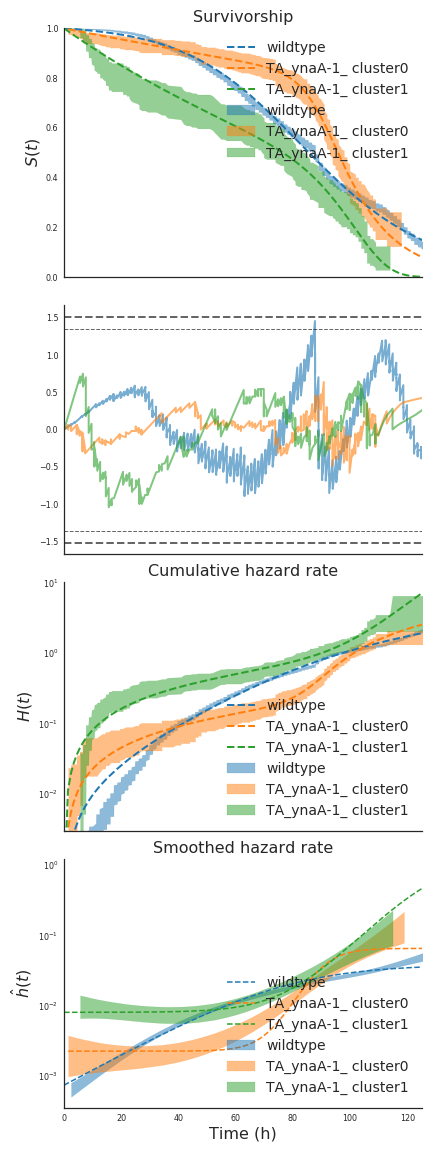 Survivorship
1.0
0.8
0.6
0.4
0.2
0.0
S(t)
wildtype
TA_ynaA-1_ cluster0
TA_ynaA-1_ cluster1
wildtype
TA_ynaA-1_ cluster0
TA_ynaA-1_ cluster1
1.5
1.0
0.5
0.0
−0.5
−1.0
−1.5
Cumulative hazard rate
10¹
10⁰
10⁻¹
10⁻²
H(t)
wildtype
TA_ynaA-1_ cluster0
TA_ynaA-1_ cluster1
wildtype
TA_ynaA-1_ cluster0
TA_ynaA-1_ cluster1
Smoothed hazard rate
10⁰
10⁻¹
10⁻²
10⁻³
ĥ(t)
wildtype
TA_ynaA-1_ cluster0
TA_ynaA-1_ cluster1
wildtype
TA_ynaA-1_ cluster0
TA_ynaA-1_ cluster1
0 20 40 60 80 100 120
Time (h)